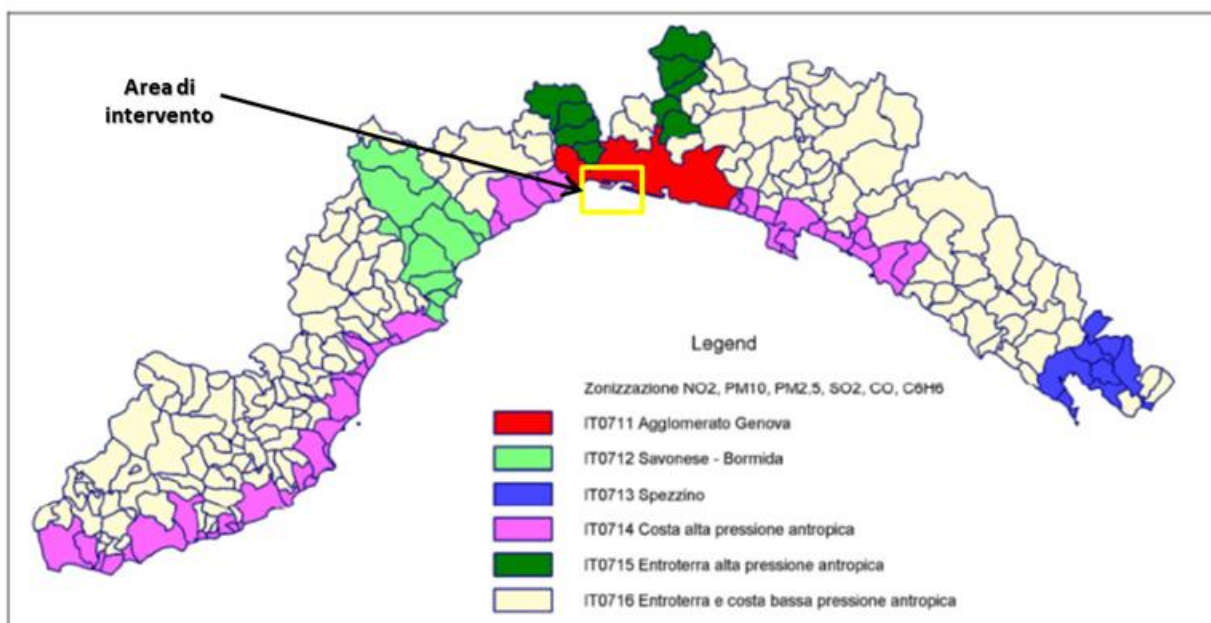 Area di
intervento
Legend
Zonizzazione NO2, PM10, PM2,5, SO2, CO, C6H6
IT0711 Agglomerato Genova
IT0712 Savonese - Bormida
IT0713 Spezzino
IT0714 Costa alta pressione antropica
IT0715 Entroterra alta pressione antropica
IT0716 Entroterra e costa bassa pressione antropica